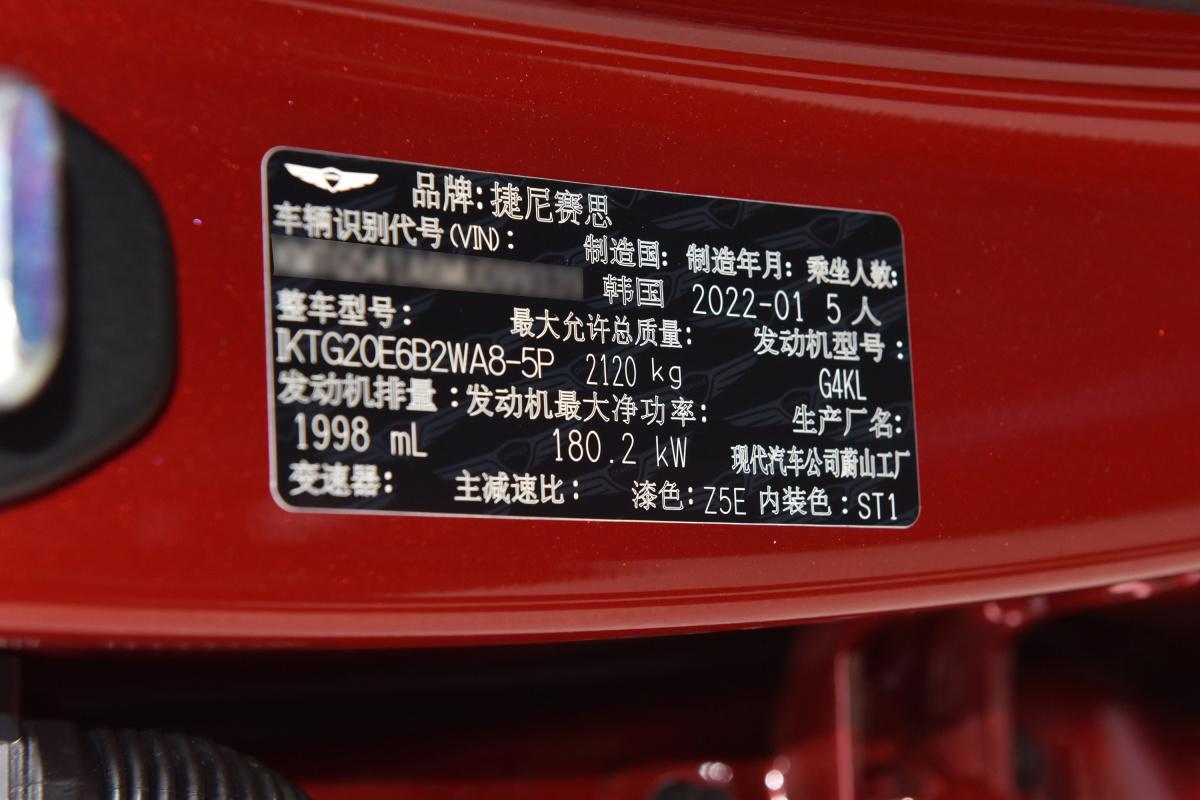 品牌:捷尼赛思
车辆识别代号(VIN): 制造国: 制造年月: 乘坐人数:
韩国 2022-01 5人
整车型号: 最大允许总质量: 发动机型号:
KTG20E6B2WA8-5P 2120 kg G4KL
发动机排量: 发动机最大净功率: 生产厂名:
1998 mL 180.2 kW 现代汽车公司蔚山工厂
变速器: 主减速比: 漆色:Z5E 内装色:ST1